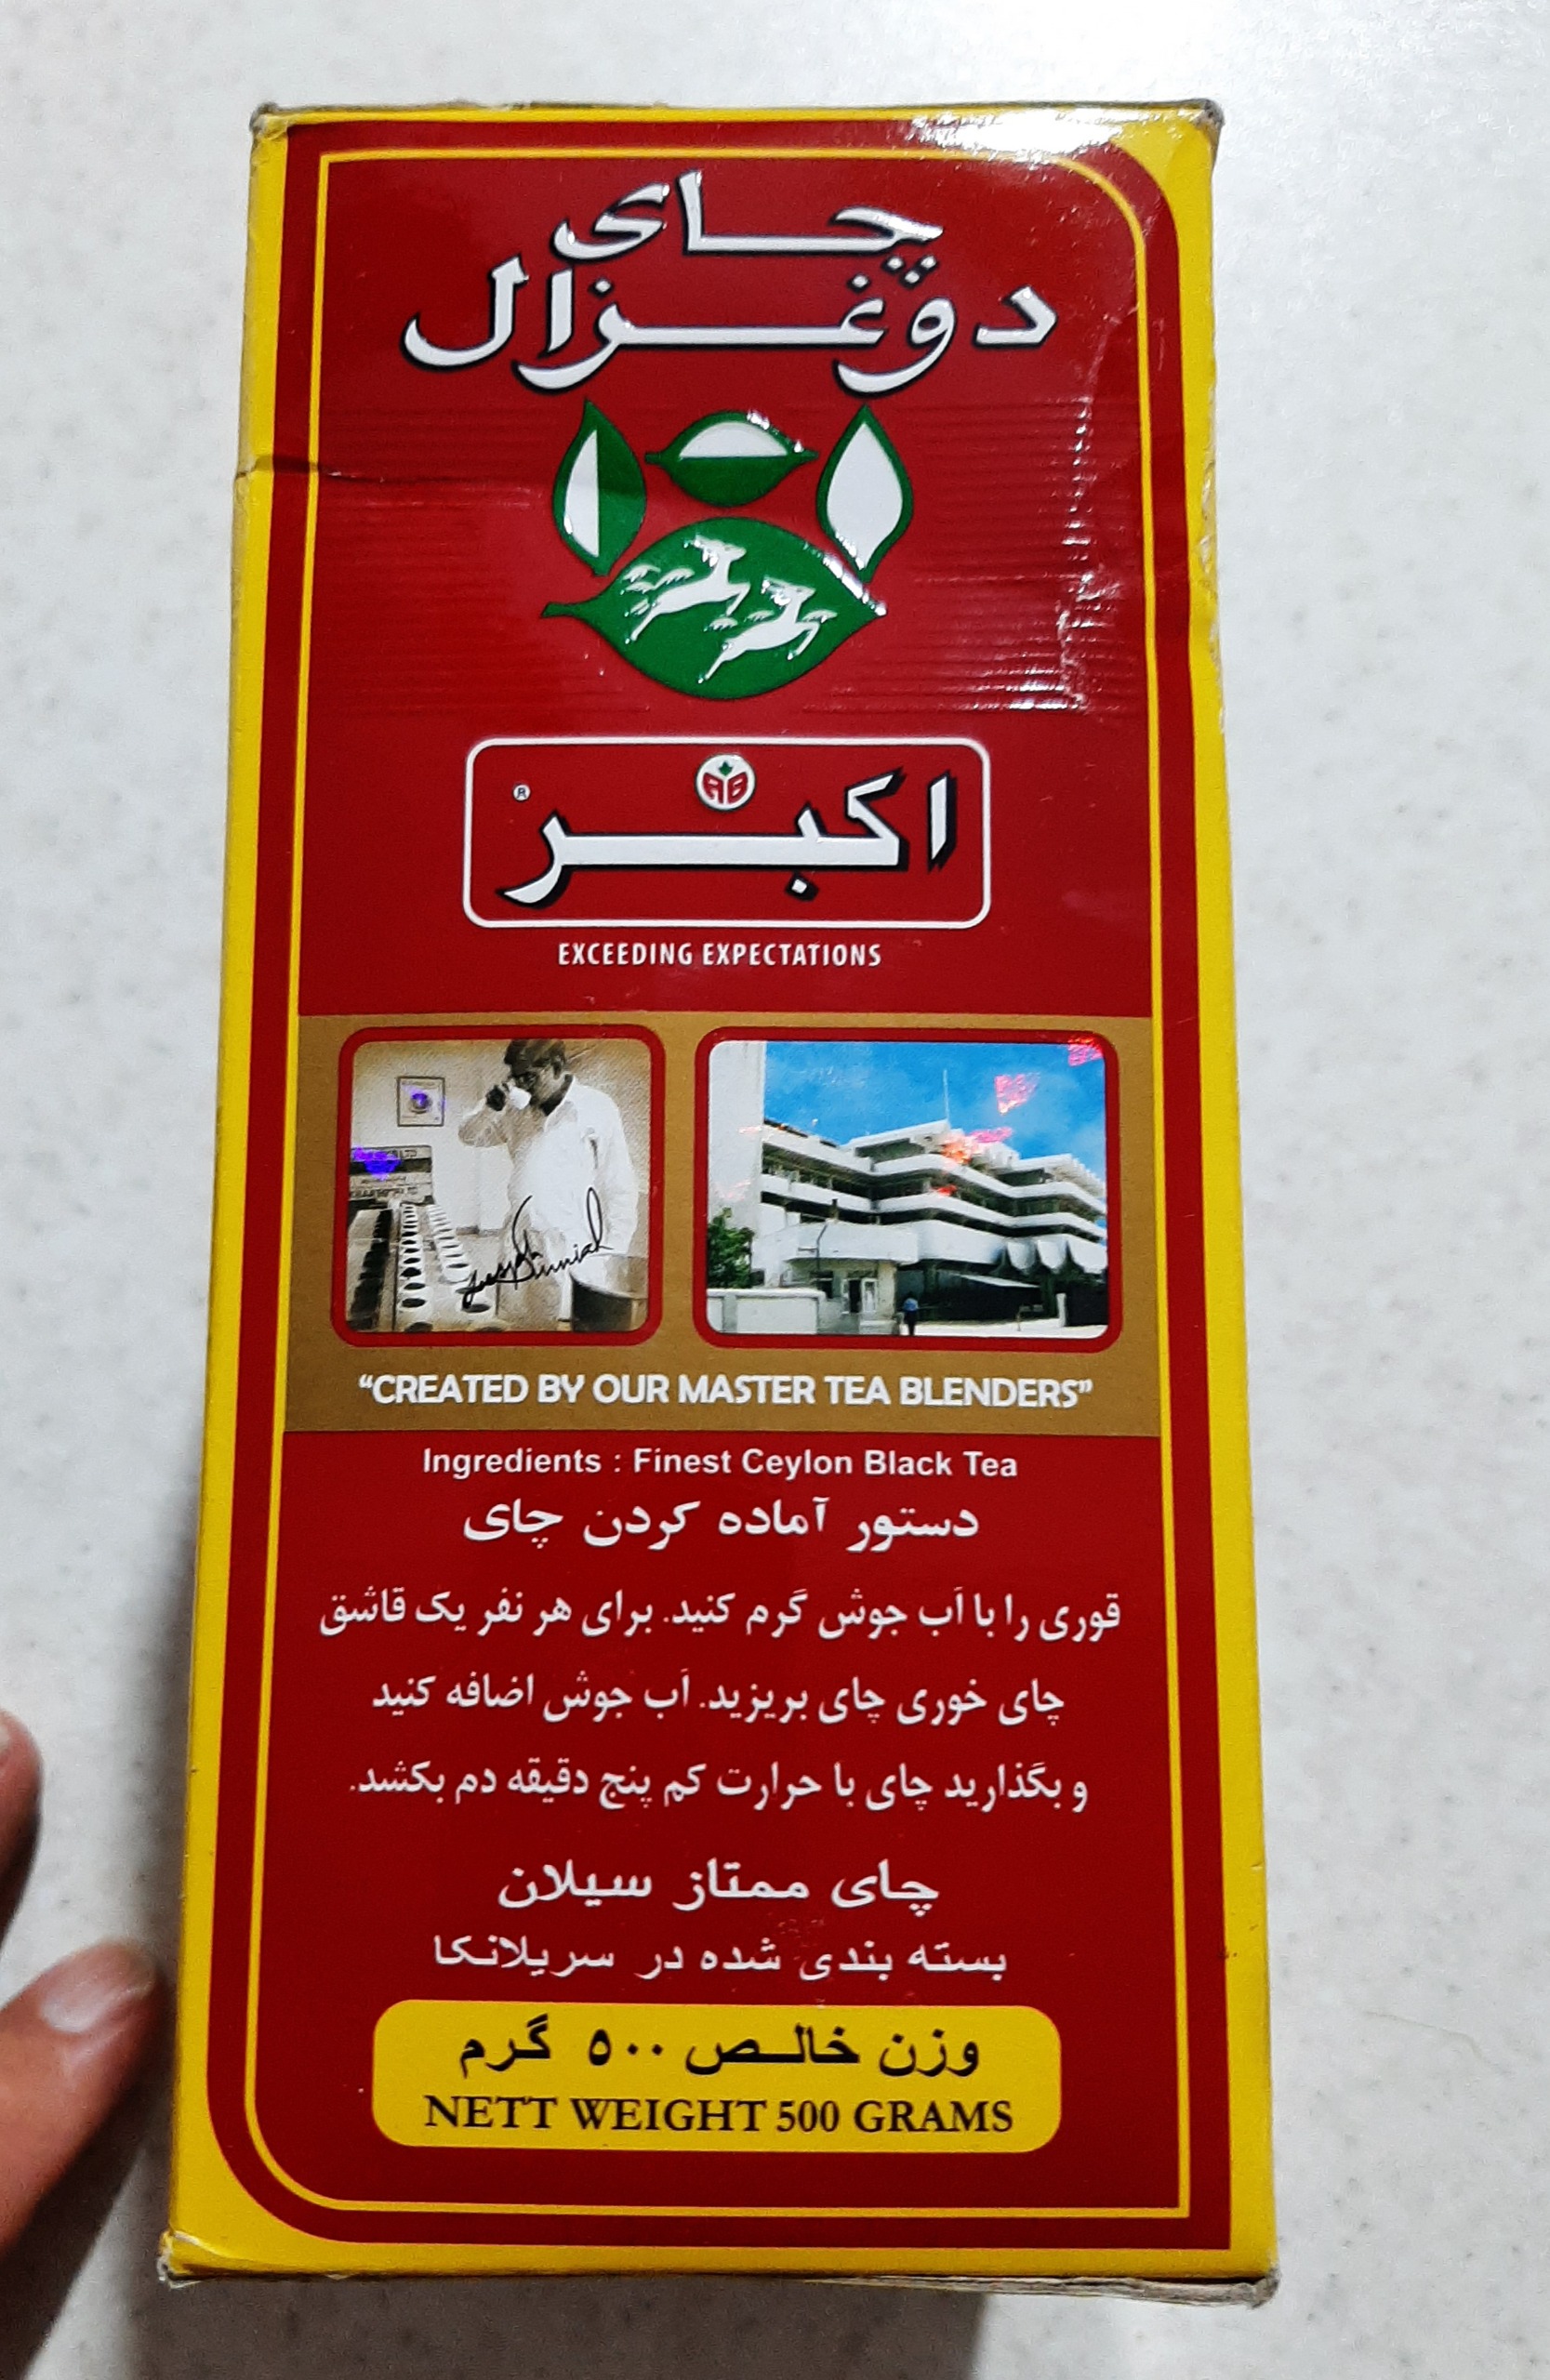 چای
دوغزال
اکبر
AB
®
EXCEEDING EXPECTATIONS
“CREATED BY OUR MASTER TEA BLENDERS”
Ingredients : Finest Ceylon Black Tea
دستور آماده کردن چای
قوری را با آب جوش گرم کنید. برای هر نفر یک قاشق
چای خوری چای بریزید. آب جوش اضافه کنید
و بگذارید چای با حرارت کم پنج دقیقه دم بکشد.
چای ممتاز سیلان
بسته بندی شده در سریلانکا
وزن خالص ۵۰۰ گرم
NETT WEIGHT 500 GRAMS